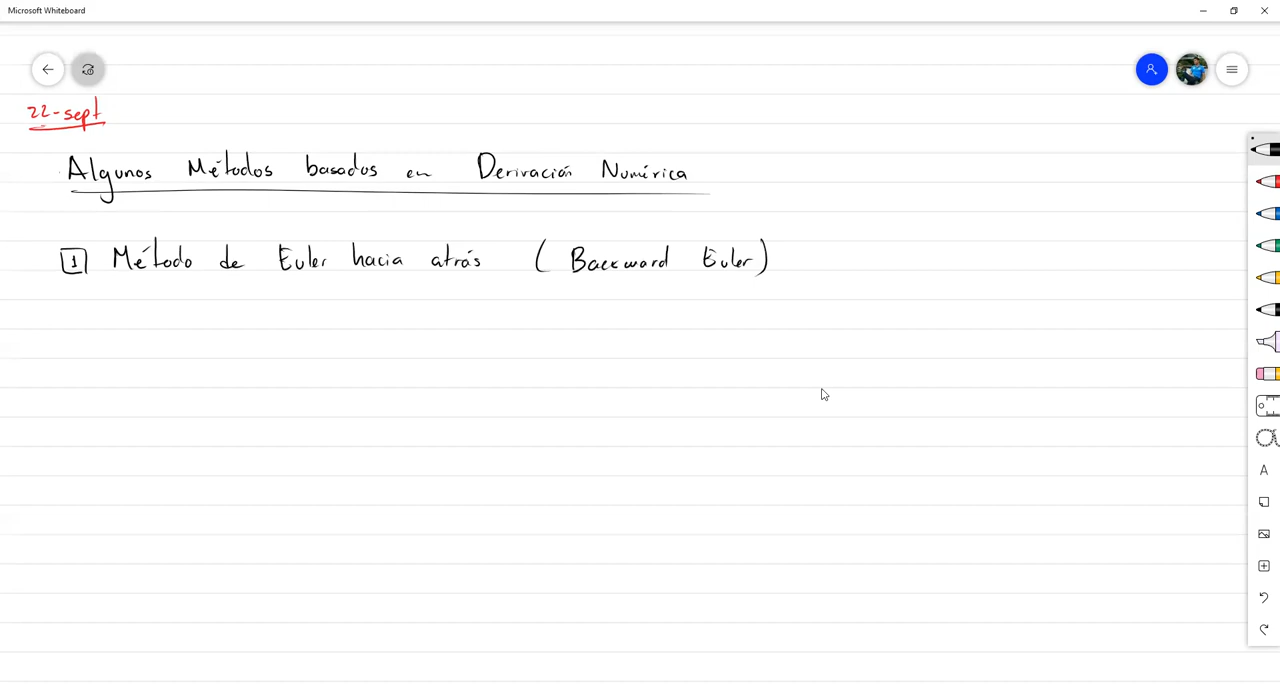 Microsoft Whiteboard
22-sept
Algunos Métodos basados en Derivación Numérica
1 Método de Euler hacia atrás (Backward Euler)
A